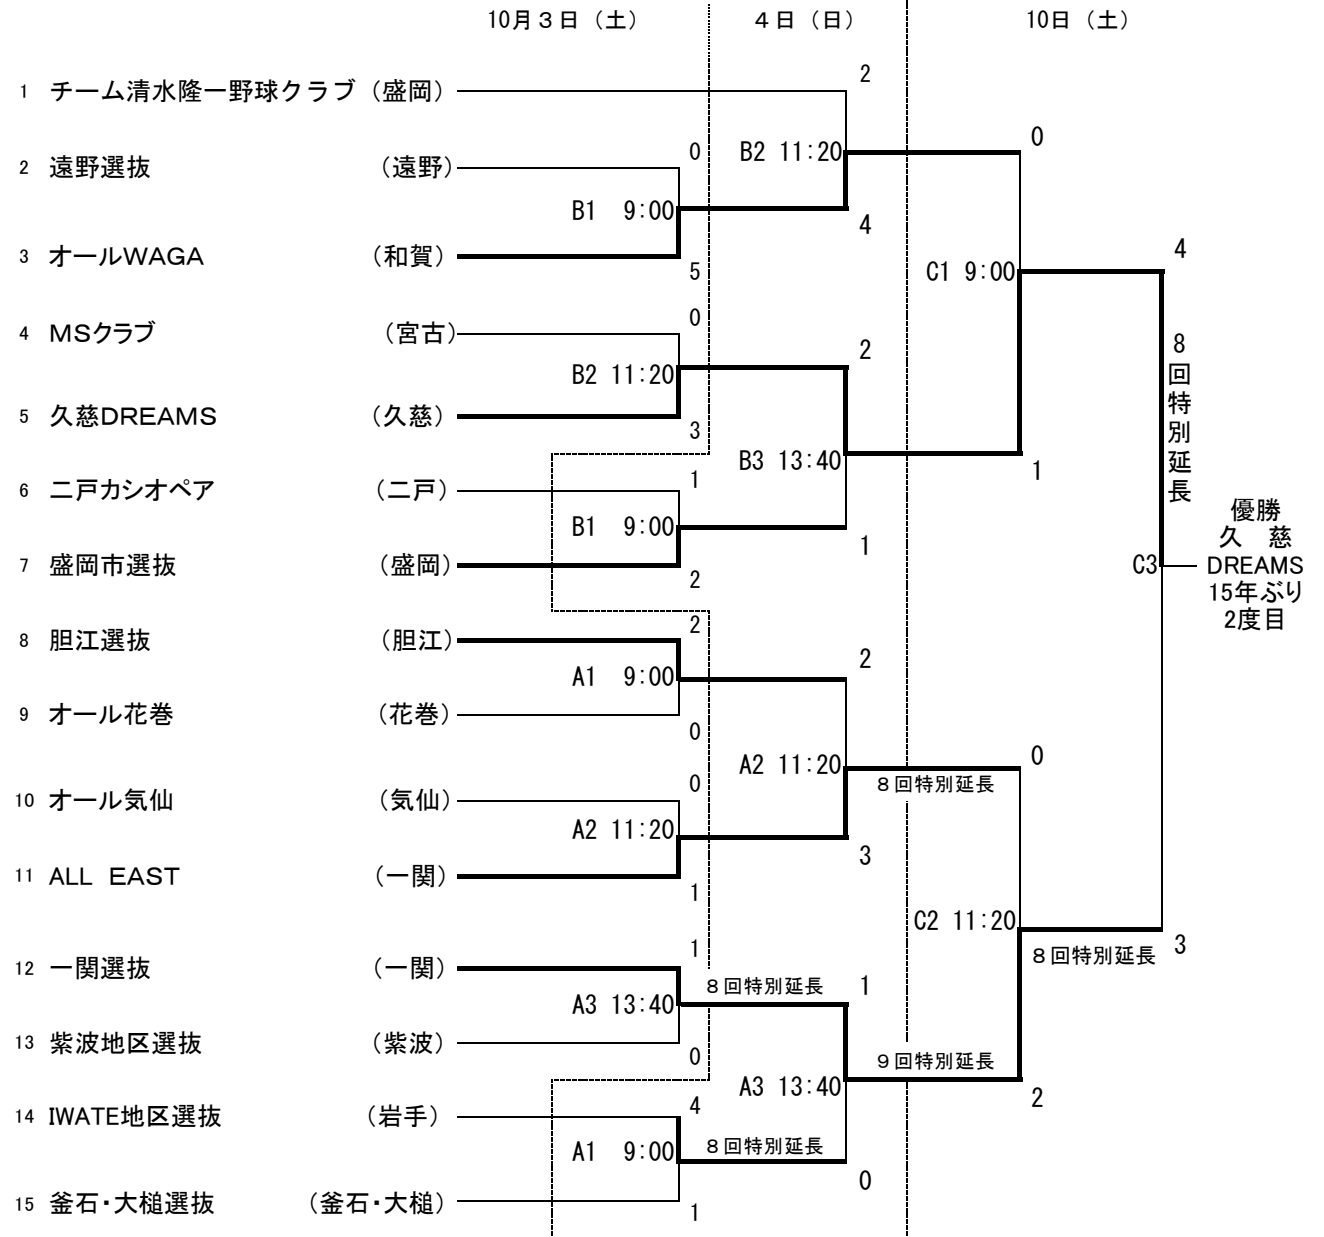 10月３日（土）
４日（日）
10日（土）
1 チーム清水隆一野球クラブ（盛岡）
2
2 遠野選抜 （遠野）
0
B1 9:00
B2 11:20
0
3 オールWAGA （和賀）
5
4
C1 9:00
4
4 MSクラブ （宮古）
0
B2 11:20
2
8回特別延長
5 久慈DREAMS （久慈）
3
B3 13:40
1
6 二戸カシオペア （二戸）
1
B1 9:00
7 盛岡市選抜 （盛岡）
2
1
C3
優勝
久　慈
DREAMS
15年ぶり
2度目
8 胆江選抜 （胆江）
2
A1 9:00
2
9 オール花巻 （花巻）
0
A2 11:20
8回特別延長
0
10 オール気仙 （気仙）
0
A2 11:20
11 ALL　EAST （一関）
1
3
C2 11:20
8回特別延長
3
12 一関選抜 （一関）
1
A3 13:40
8回特別延長
1
13 紫波地区選抜 （紫波）
0
A3 13:40
9回特別延長
2
14 IWATE地区選抜 （岩手）
4
A1 9:00
8回特別延長
0
15 釜石・大槌選抜 （釜石・大槌）
1